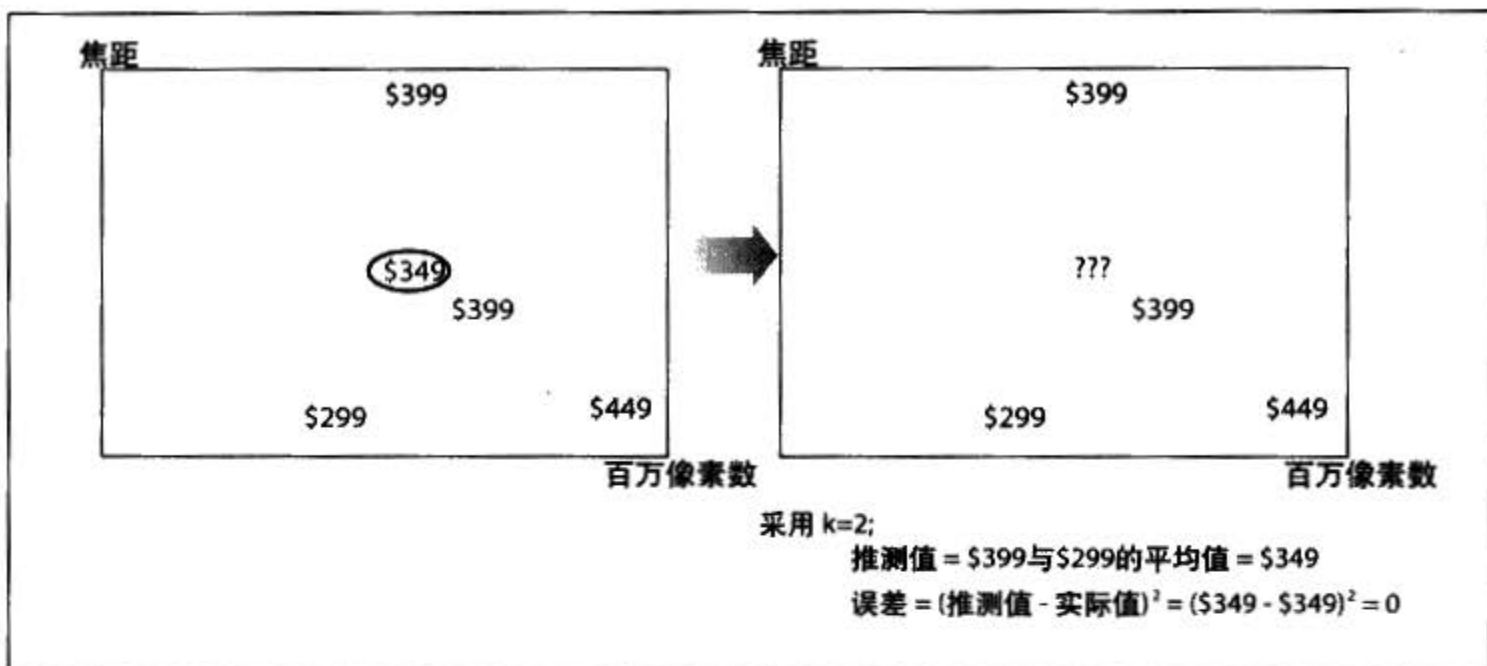 焦距
$399
$349
$399
$299
$449
百万像素数
焦距
$399
???
$399
$299
$449
百万像素数
采用 k=2;
推测值 = $399与$299的平均值 = $349
误差 = (推测值 - 实际值)² = ($349 - $349)² = 0